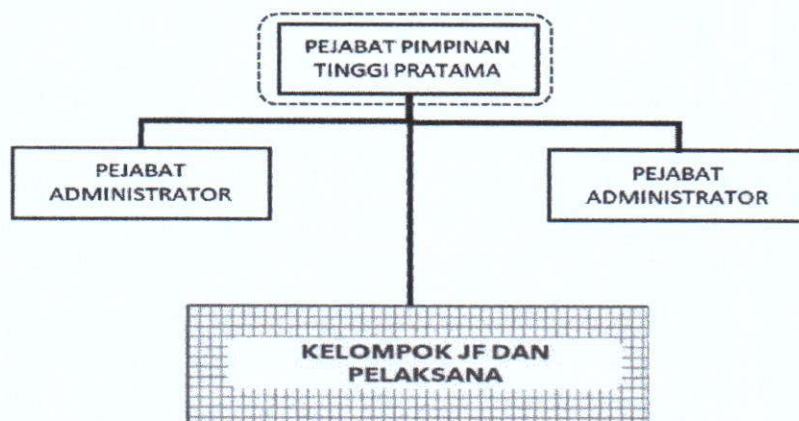 PEJABAT PIMPINAN
TINGGI PRATAMA
PEJABAT
ADMINISTRATOR
PEJABAT
ADMINISTRATOR
KELOMPOK JF DAN
PELAKSANA